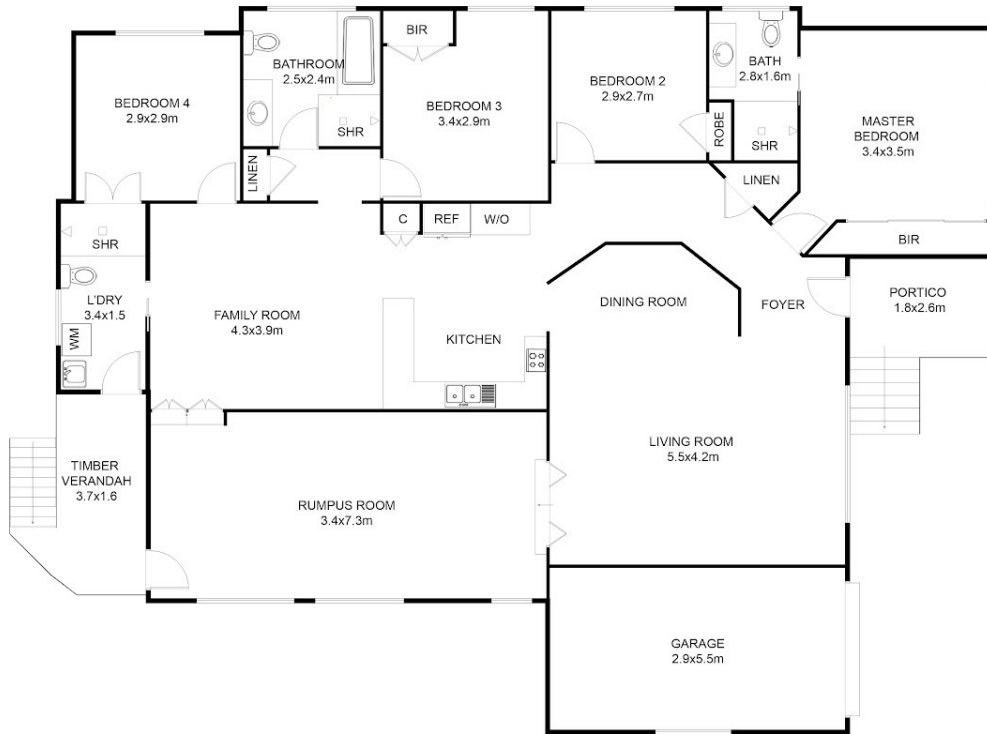 BIR
BATHROOM
2.5x2.4m
BATH
2.8x1.6m
BEDROOM 4
2.9x2.9m
BEDROOM 3
3.4x2.9m
BEDROOM 2
2.9x2.7m
MASTER
BEDROOM
3.4x3.5m
SHR
ROBE
SHR
LINEN
LINEN
C
REF
W/O
SHR
BIR
L'DRY
3.4x1.5
WM
FAMILY ROOM
4.3x3.9m
KITCHEN
DINING ROOM
FOYER
PORTICO
1.8x2.6m
LIVING ROOM
5.5x4.2m
TIMBER
VERANDAH
3.7x1.6
RUMPUS ROOM
3.4x7.3m
GARAGE
2.9x5.5m